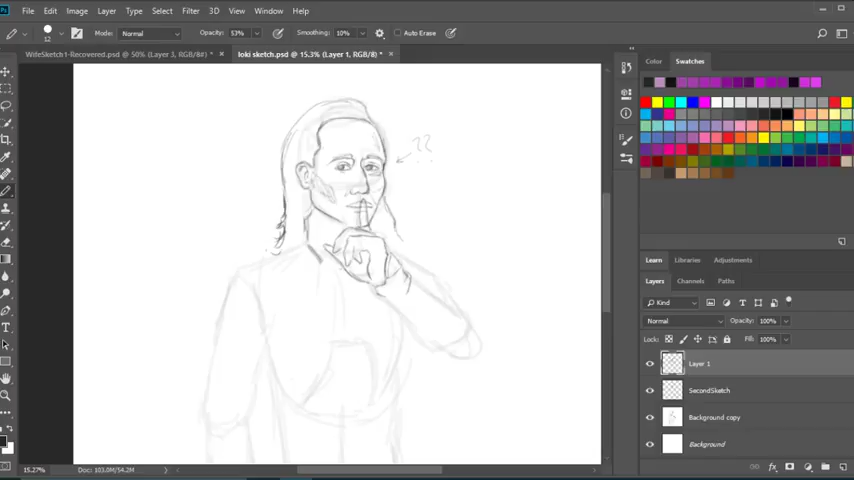 Ps File Edit Image Layer Type Select Filter 3D View Window Help
12 Mode: Normal Opacity: 53% Smoothing: 10% Auto Erase
WifeSketch1-Recovered.psd @ 50% (Layer 3, RGB/8#) * × loki sketch.psd @ 15.3% (Layer 1, RGB/8) * ×
??
Color Swatches
Learn Libraries Adjustments
Layers Channels Paths
Kind
Normal Opacity: 100%
Lock: Fill: 100%
Layer 1
SecondSketch
Background copy
Background
15.27% Doc: 103.0M/54.2M
fx